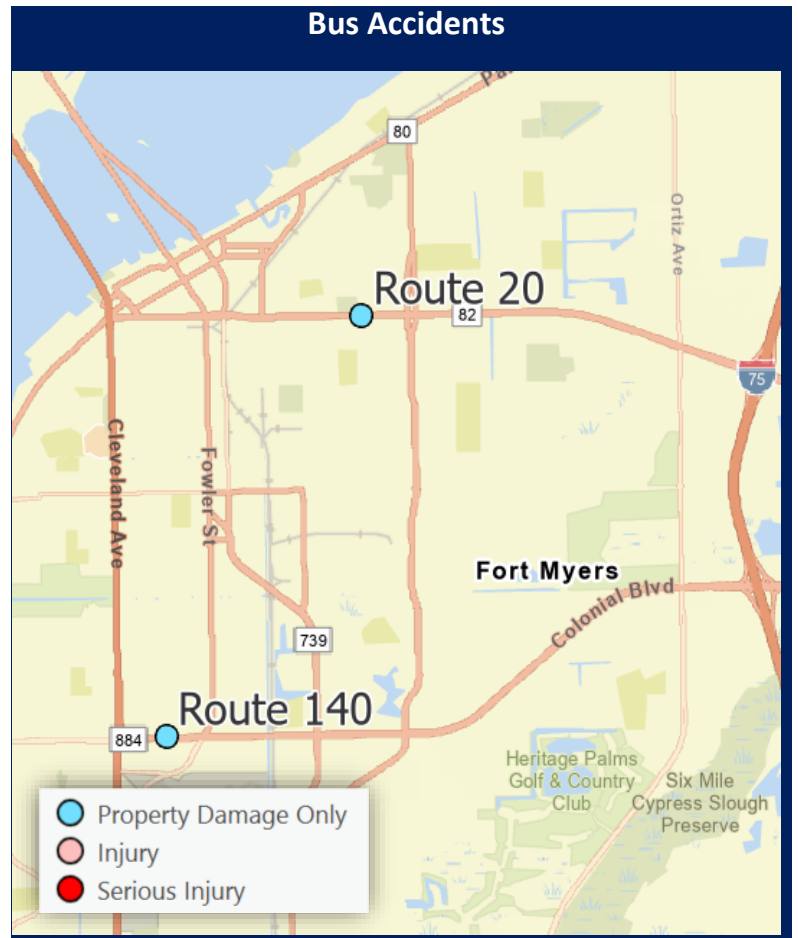 Bus Accidents
80
Ortiz Ave
Route 20
82
75
Cleveland Ave
Fowler St
Fort Myers
Colonial Blvd
739
Route 140
884
Heritage Palms
Golf & Country
Club
Six Mile
Cypress Slough
Preserve
Property Damage Only
Injury
Serious Injury